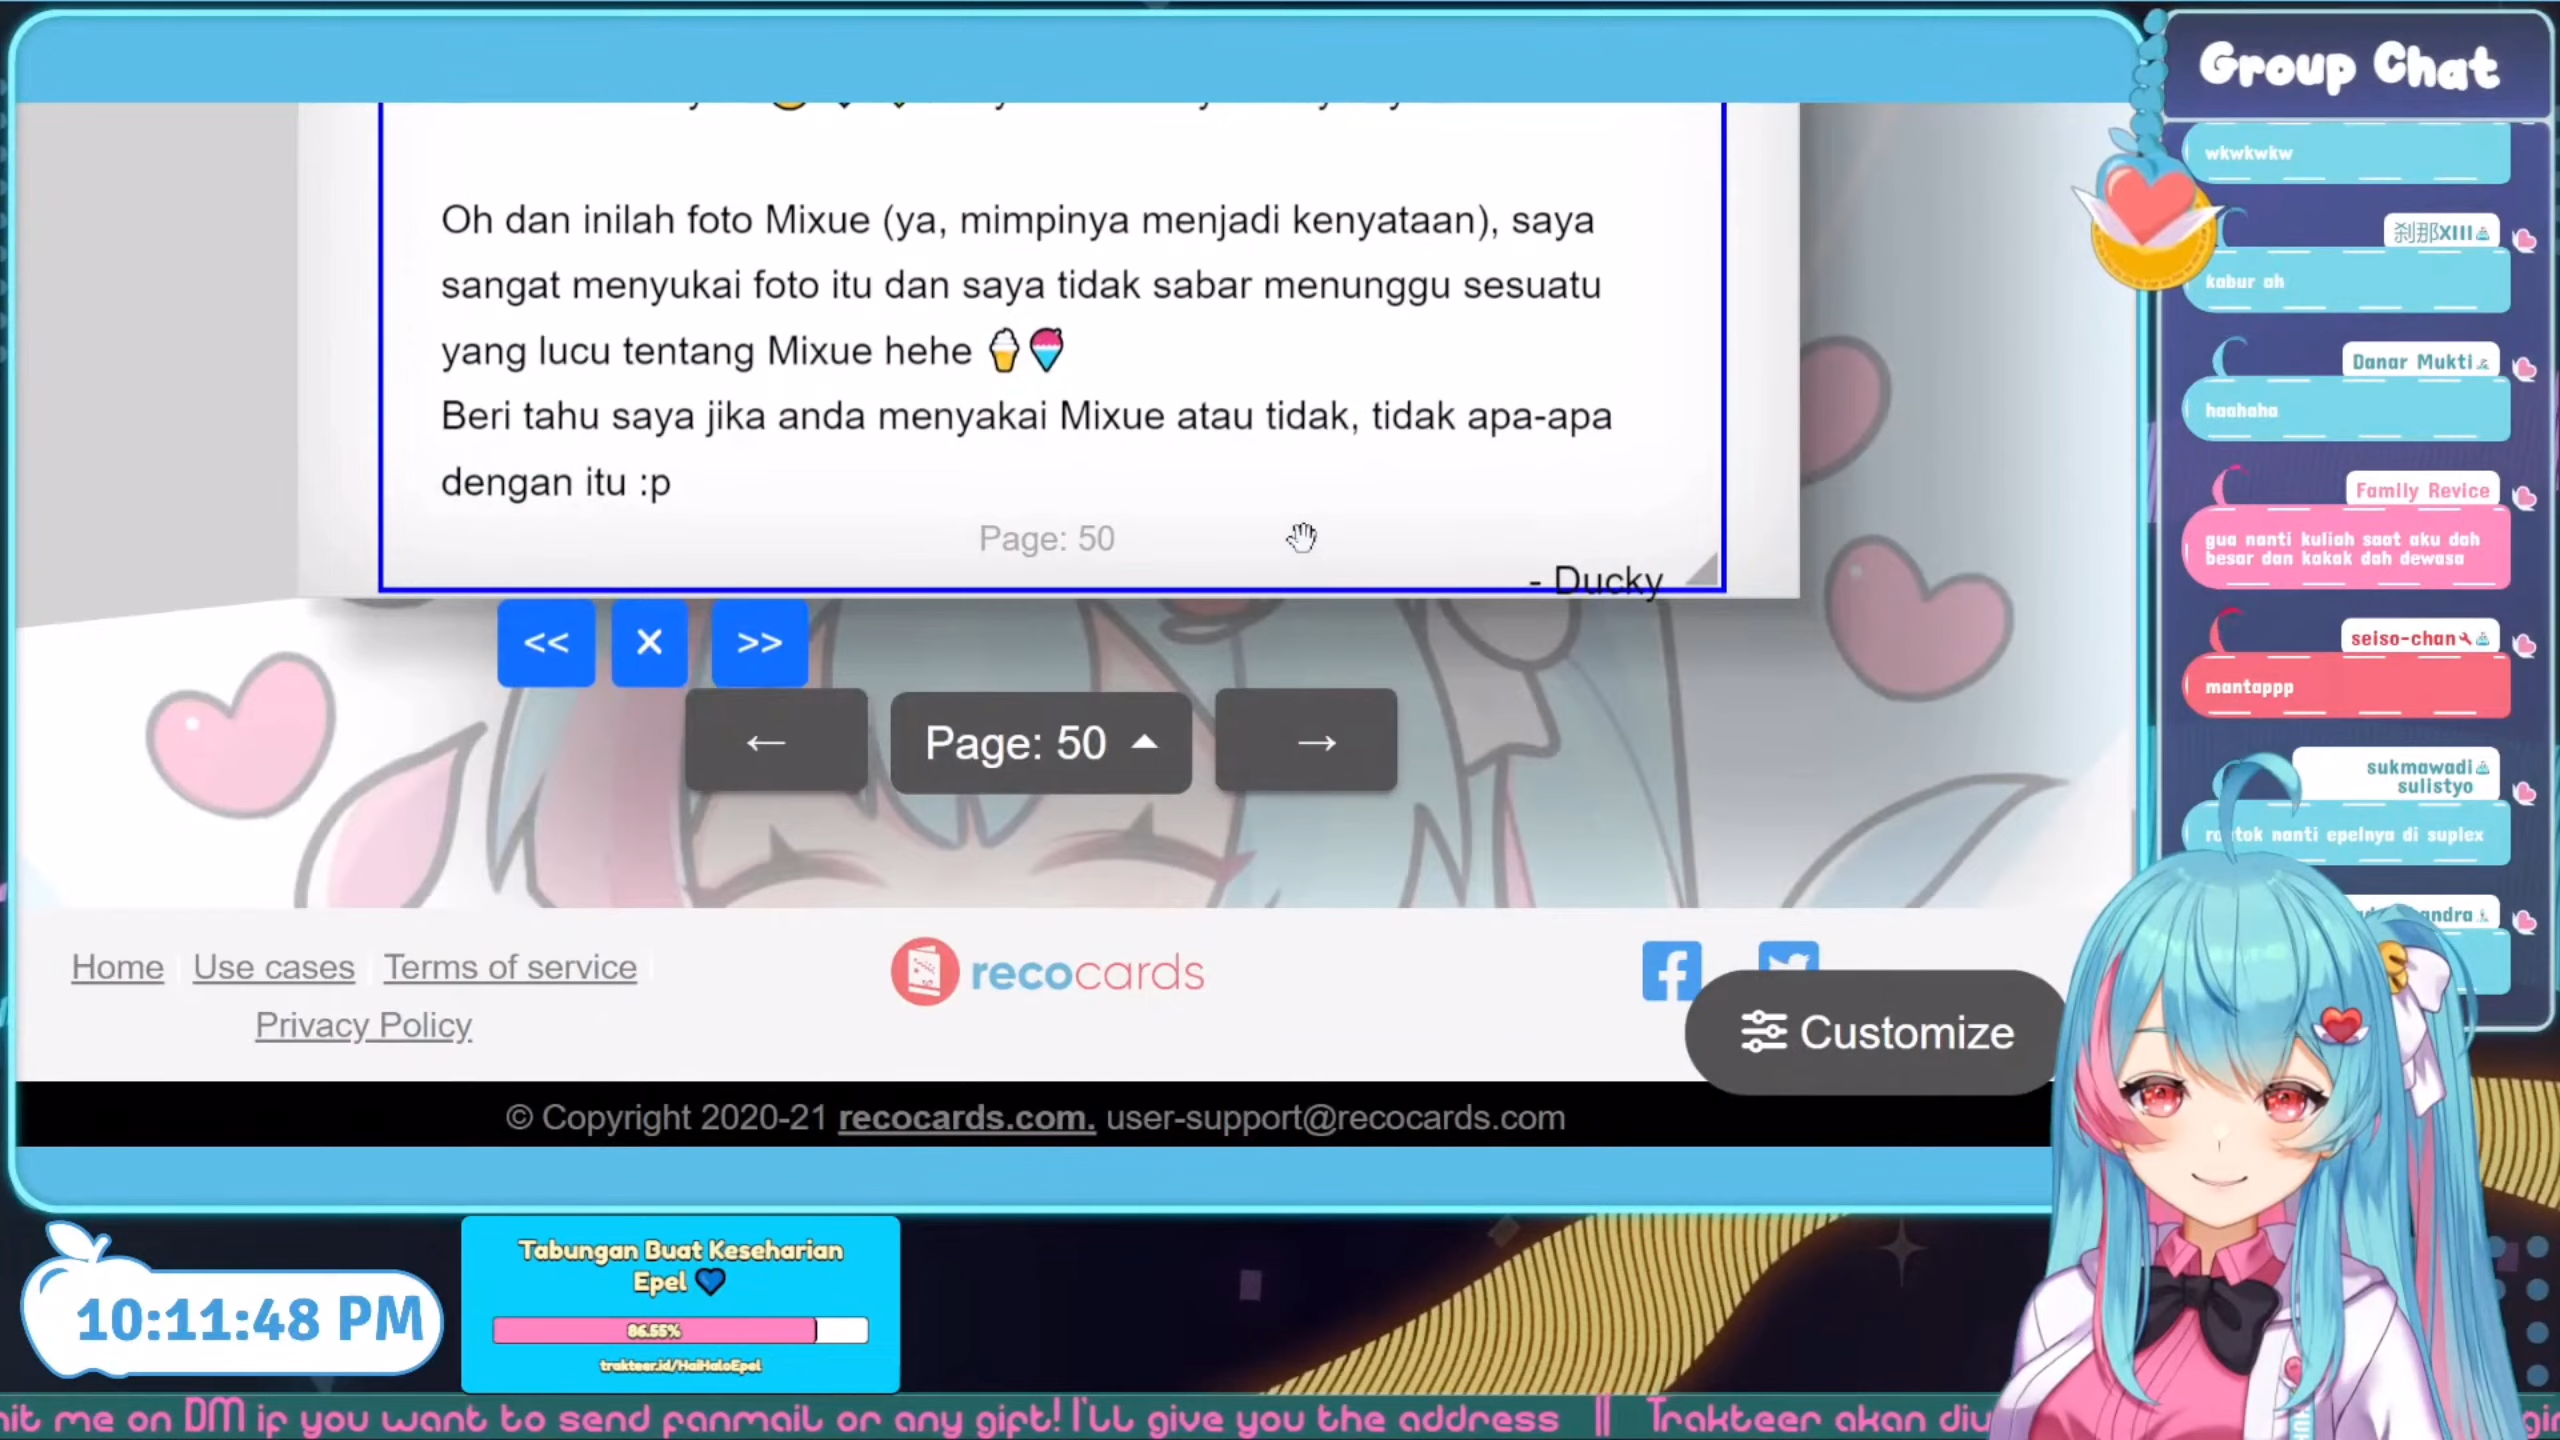 Oh dan inilah foto Mixue (ya, mimpinya menjadi kenyataan), saya
sangat menyukai foto itu dan saya tidak sabar menunggu sesuatu
yang lucu tentang Mixue hehe 🍦🍧
Beri tahu saya jika anda menyakai Mixue atau tidak, tidak apa-apa
dengan itu :p
Page: 50
- Ducky
<< × >>
← Page: 50 →
Home Use cases Terms of service
Privacy Policy
recocards
Customize
© Copyright 2020-21 recocards.com. user-support@recocards.com
Group Chat
wkwkwkw
刹那XIII
kabur ah
Danar Mukti
haahaha
Family Revice
gua nanti kuliah saat aku dah
besar dan kakak dah dewasa
seiso-chan
mantappp
sukmawadi
sulistyo
nanti epelnya di suplex
10:11:48 PM
Tabungan Buat Keseharian
Epel 💙
86.55%
trakteer.id/HaiHaloEpel
hit me on DM if you want to send fanmail or any gift! I'll give you the address || Trakteer akan diu